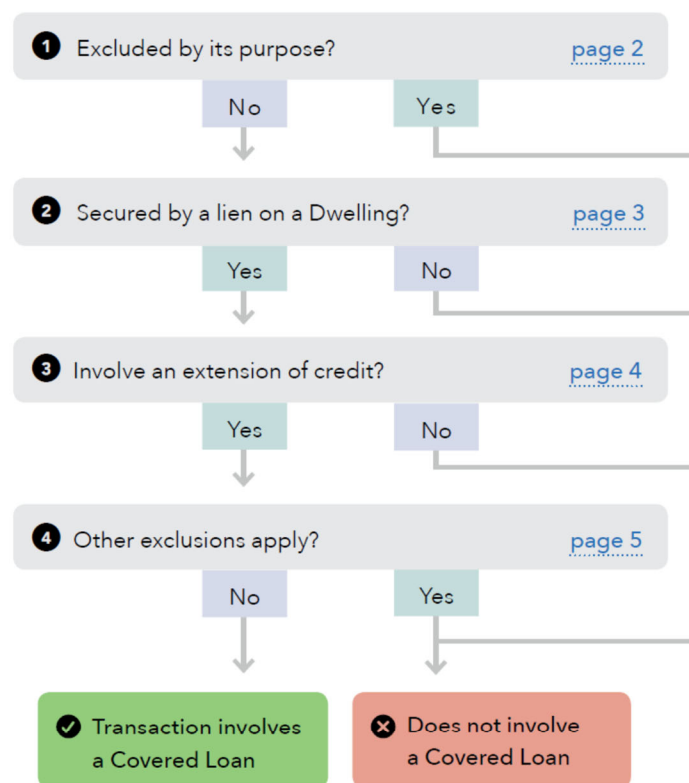 1 Excluded by its purpose? page 2
No Yes
2 Secured by a lien on a Dwelling? page 3
Yes No
3 Involve an extension of credit? page 4
Yes No
4 Other exclusions apply? page 5
No Yes
Transaction involves
a Covered Loan
Does not involve
a Covered Loan